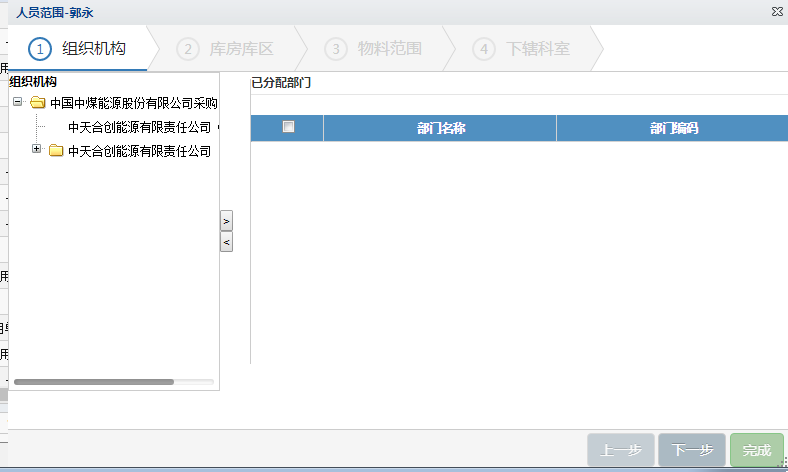 人员范围-郭永
1 组织机构
2 库房库区
3 物料范围
4 下辖科室
组织机构
中国中煤能源股份有限公司采购
中天合创能源有限责任公司
中天合创能源有限责任公司
>
<
已分配部门
部门名称 部门编码
上一步 下一步 完成